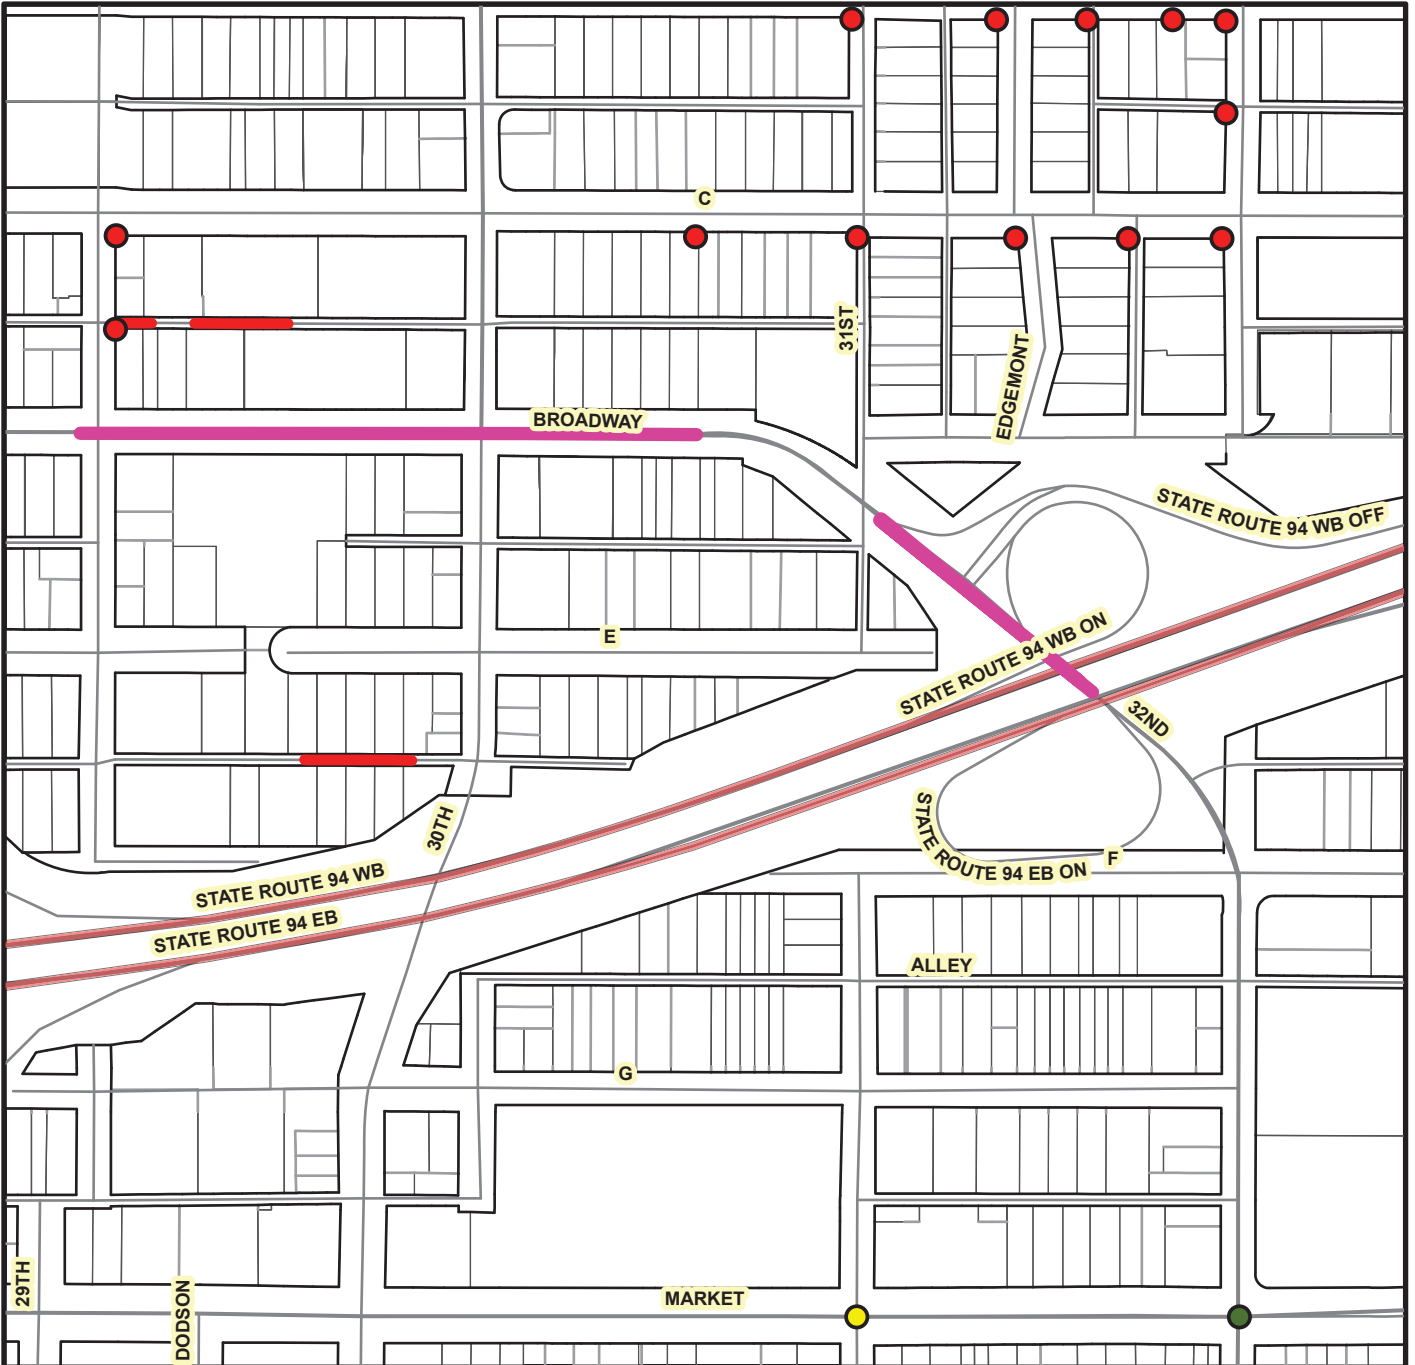 C
31ST
EDGEMONT
BROADWAY
STATE ROUTE 94 WB OFF
E
STATE ROUTE 94 WB ON
32ND
30TH
STATE ROUTE 94 EB ON
F
STATE ROUTE 94 WB
STATE ROUTE 94 EB
ALLEY
G
29TH
DODSON
MARKET